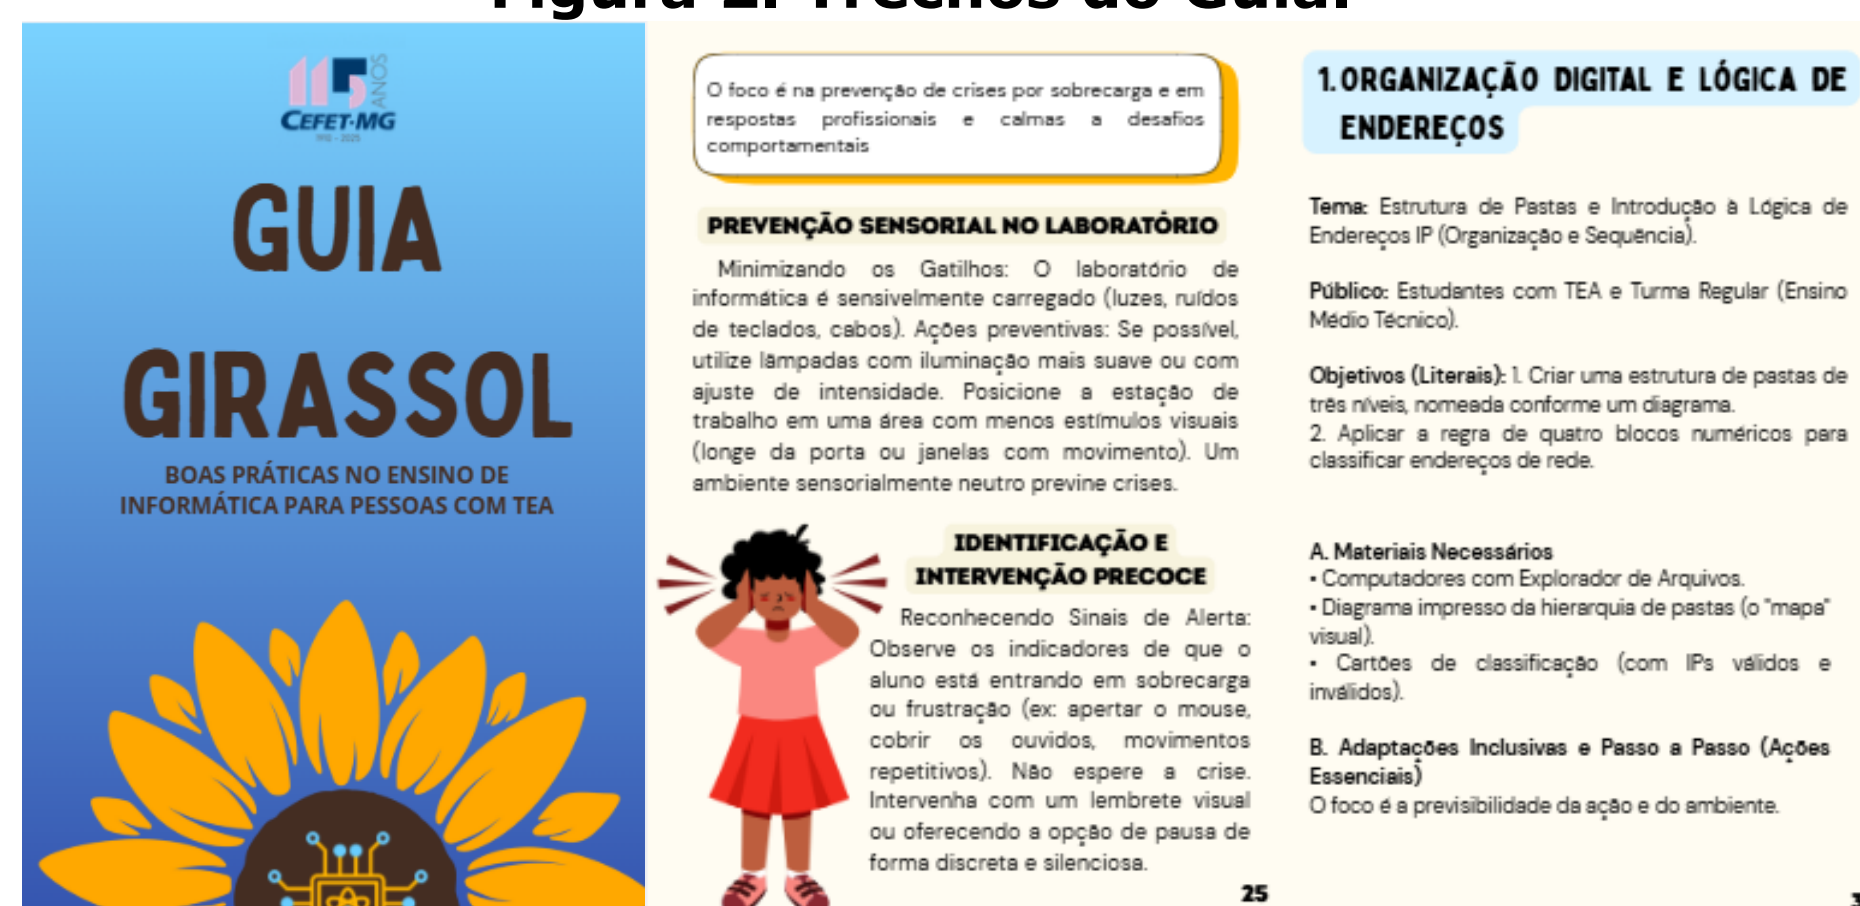 Figura 2. Trechos do Guia.
115 ANOS
CEFET-MG
1910 - 2025
GUIA
GIRASSOL
BOAS PRÁTICAS NO ENSINO DE
INFORMÁTICA PARA PESSOAS COM TEA
O foco é na prevenção de crises por sobrecarga e em
respostas profissionais e calmas a desafios
comportamentais
PREVENÇÃO SENSORIAL NO LABORATÓRIO
Minimizando os Gatilhos: O laboratório de
informática é sensivelmente carregado (luzes, ruídos
de teclados, cabos). Ações preventivas: Se possível,
utilize lâmpadas com iluminação mais suave ou com
ajuste de intensidade. Posicione a estação de
trabalho em uma área com menos estímulos visuais
(longe da porta ou janelas com movimento). Um
ambiente sensorialmente neutro previne crises.
IDENTIFICAÇÃO E
INTERVENÇÃO PRECOCE
Reconhecendo Sinais de Alerta:
Observe os indicadores de que o
aluno está entrando em sobrecarga
ou frustração (ex: apertar o mouse,
cobrir os ouvidos, movimentos
repetitivos). Não espere a crise.
Intervenha com um lembrete visual
ou oferecendo a opção de pausa de
forma discreta e silenciosa.
25
1. ORGANIZAÇÃO DIGITAL E LÓGICA DE
ENDEREÇOS
Tema: Estrutura de Pastas e Introdução à Lógica de
Endereços IP (Organização e Sequência).
Público: Estudantes com TEA e Turma Regular (Ensino
Médio Técnico).
Objetivos (Literais): 1. Criar uma estrutura de pastas de
três níveis, nomeada conforme um diagrama.
2. Aplicar a regra de quatro blocos numéricos para
classificar endereços de rede.
A. Materiais Necessários
• Computadores com Explorador de Arquivos.
• Diagrama impresso da hierarquia de pastas (o "mapa"
visual).
• Cartões de classificação (com IPs válidos e
inválidos).
B. Adaptações Inclusivas e Passo a Passo (Ações
Essenciais)
O foco é a previsibilidade da ação e do ambiente.